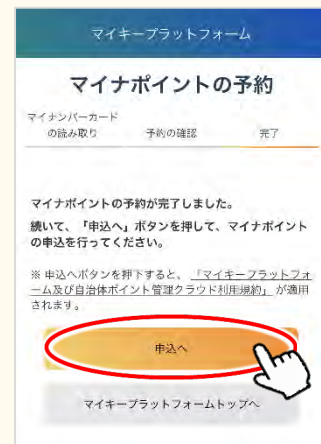 マイキープラットフォーム
マイナポイントの予約
マイナンバーカード
の読み取り
予約の確認
完了
マイナポイントの予約が完了しました。
続いて、「申込へ」ボタンを押して、マイナポイント
の申込を行ってください。
※ 申込へボタンを押下すると、「マイキープラットフォ
ーム及び自治体ポイント管理クラウド利用規約」 が適用
されます。
申込へ
マイキープラットフォームトップへ